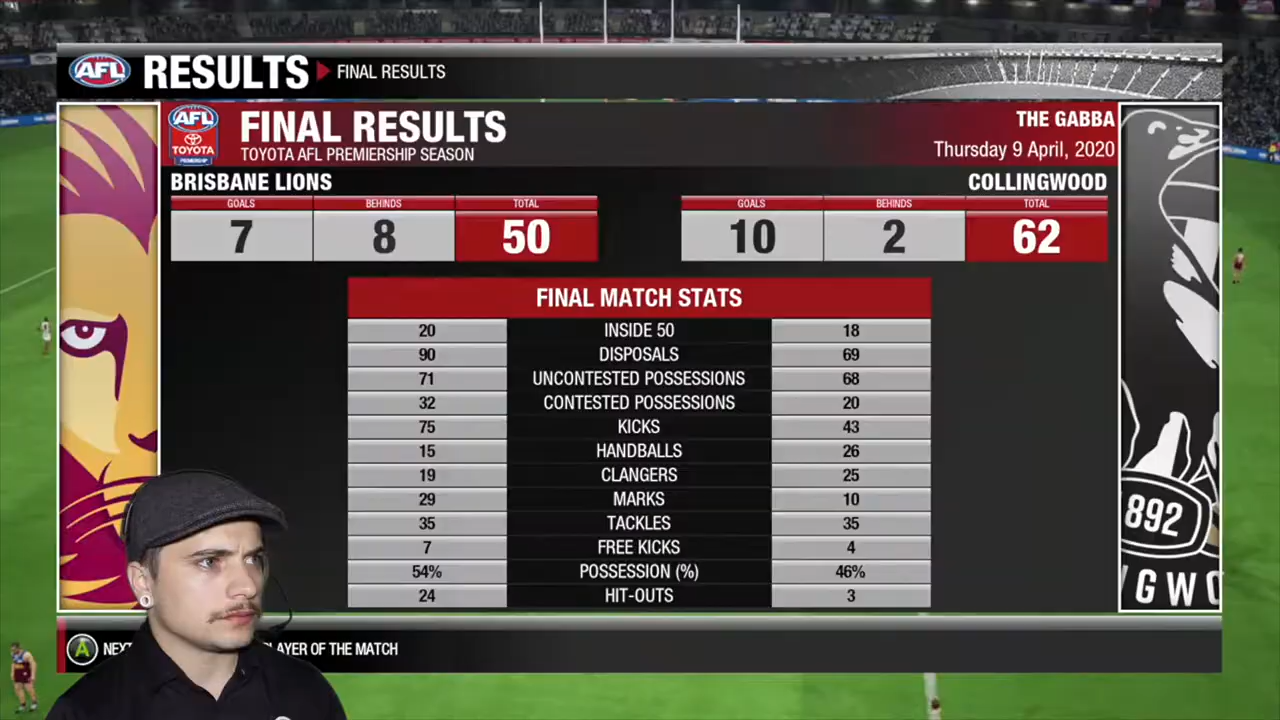 AFL RESULTS FINAL RESULTS
AFL
TOYOTA
PREMIERSHIP
FINAL RESULTS
TOYOTA AFL PREMIERSHIP SEASON
THE GABBA
Thursday 9 April, 2020
BRISBANE LIONS
COLLINGWOOD
GOALS BEHINDS TOTAL GOALS BEHINDS TOTAL
7 8 50 10 2 62
FINAL MATCH STATS
20 INSIDE 50 18
90 DISPOSALS 69
71 UNCONTESTED POSSESSIONS 68
32 CONTESTED POSSESSIONS 20
75 KICKS 43
15 HANDBALLS 26
19 CLANGERS 25
29 MARKS 10
35 TACKLES 35
7 FREE KICKS 4
54% POSSESSION (%) 46%
24 HIT-OUTS 3
892
NGWO
A NEXT LAYER OF THE MATCH